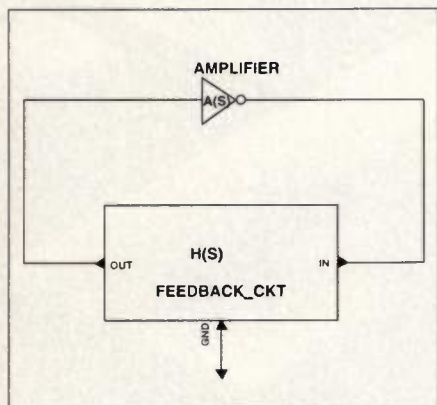 AMPLIFIER
A(S)
OUT
H(S)
IN
FEEDBACK_CKT
GND